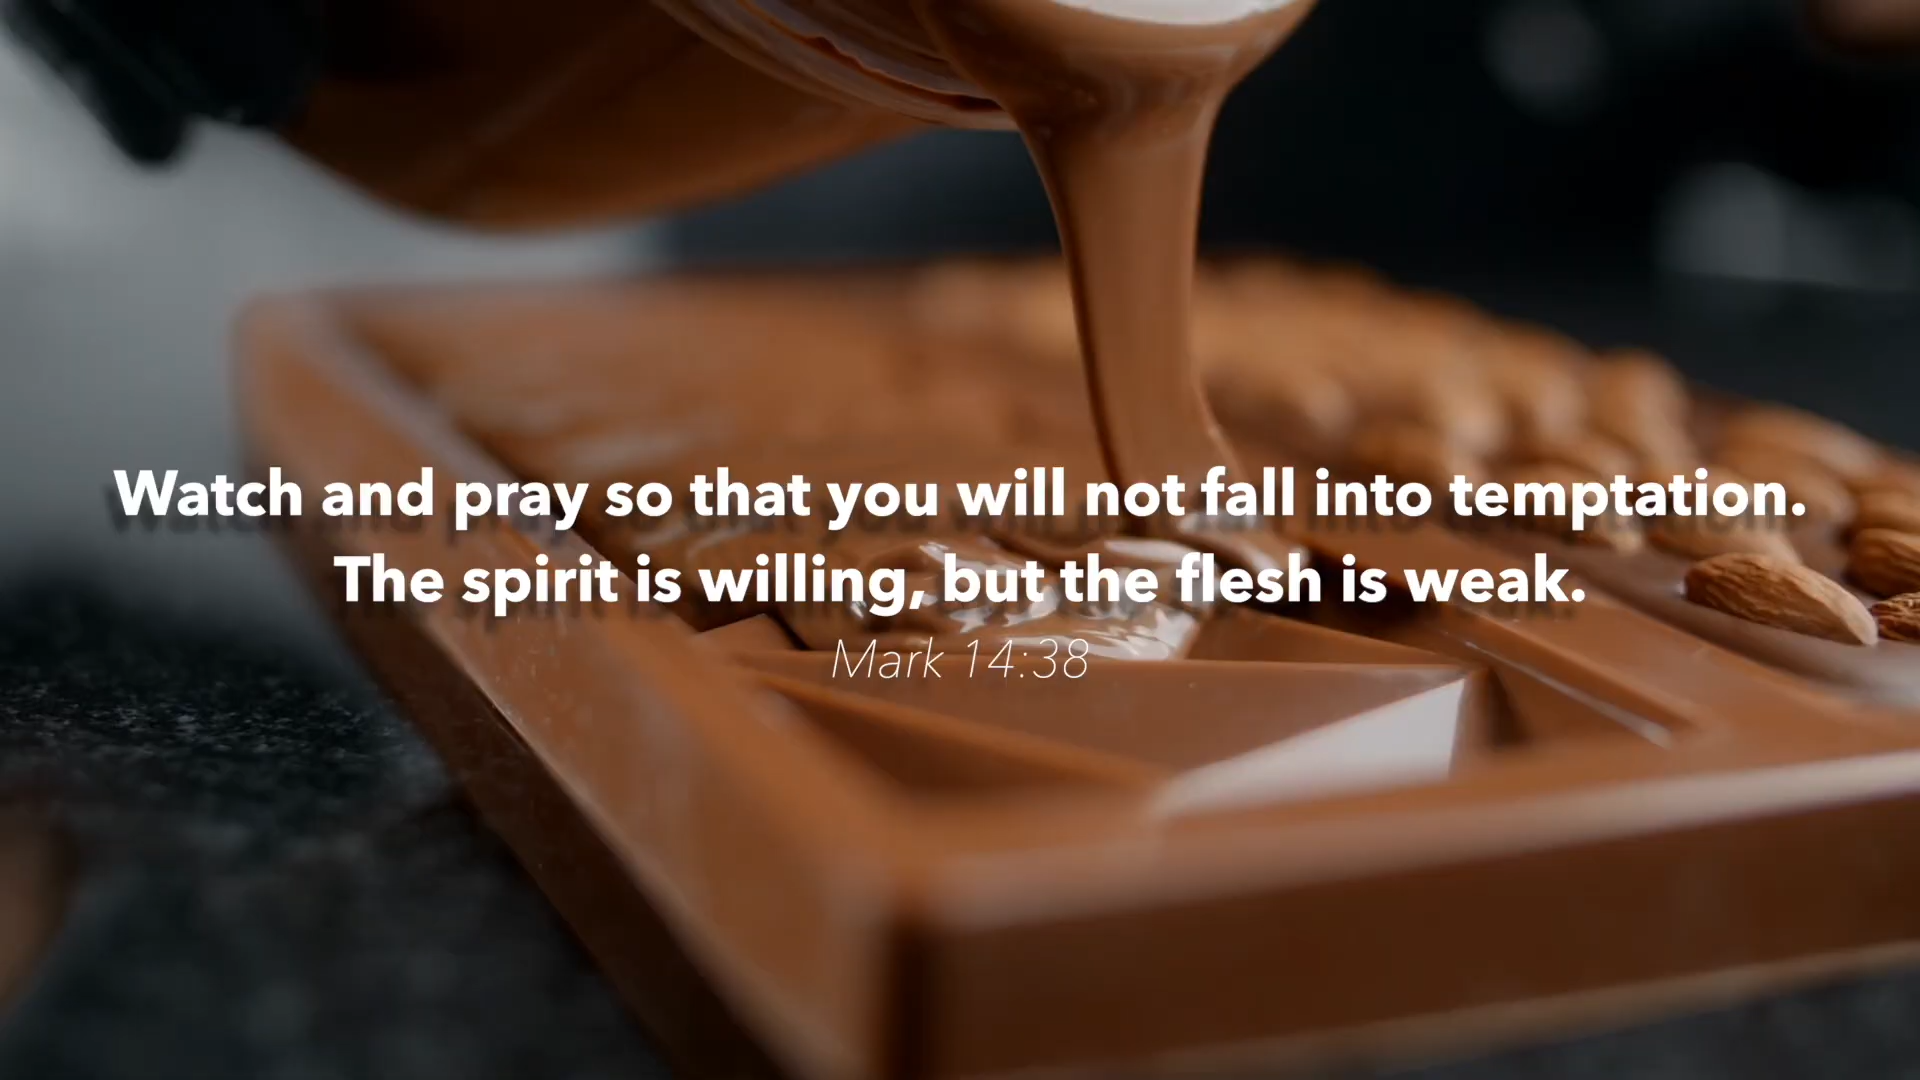 Watch and pray so that you will not fall into temptation.
The spirit is willing, but the flesh is weak.
Mark 14:38